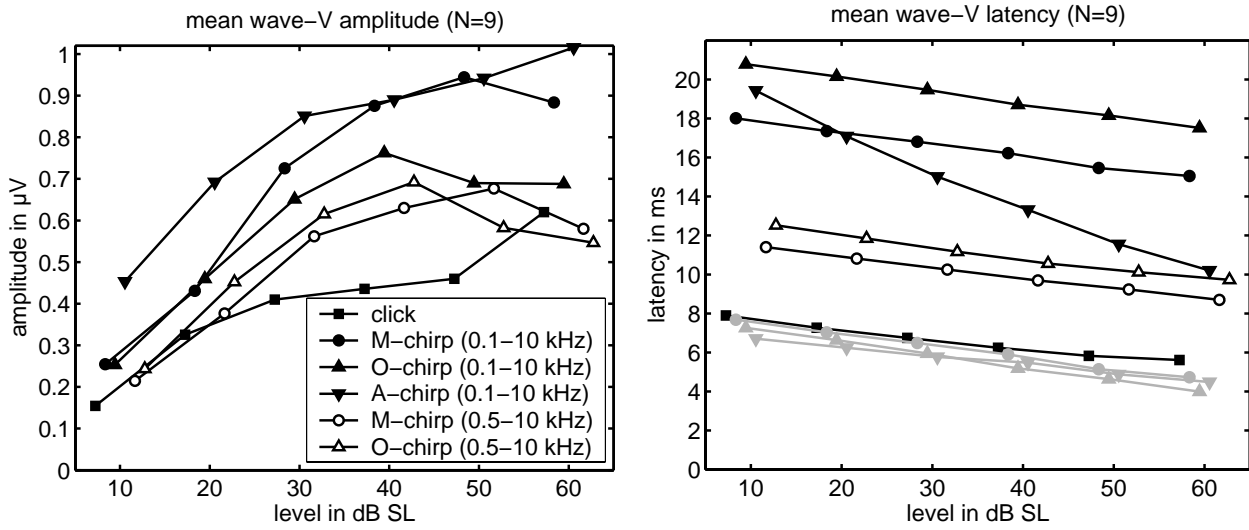 mean wave−V amplitude (N=9)
1
0.9
0.8
0.7
0.6
0.5
0.4
0.3
0.2
0.1
0
amplitude in μV
10 20 30 40 50 60
level in dB SL
click
M−chirp (0.1−10 kHz)
O−chirp (0.1−10 kHz)
A−chirp (0.1−10 kHz)
M−chirp (0.5−10 kHz)
O−chirp (0.5−10 kHz)
mean wave−V latency (N=9)
20
18
16
14
12
10
8
6
4
2
0
latency in ms
10 20 30 40 50 60
level in dB SL